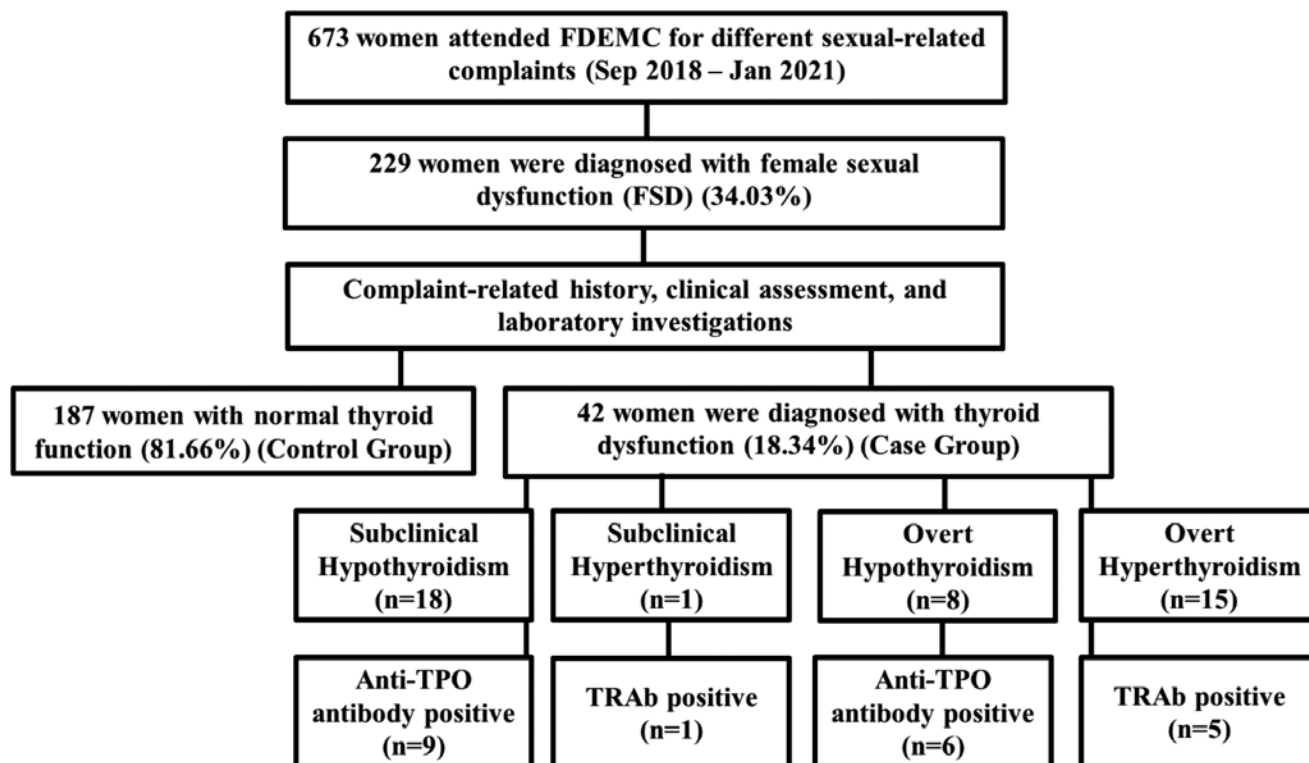 673 women attended FDEMC for different sexual-related
complaints (Sep 2018 – Jan 2021)
229 women were diagnosed with female sexual
dysfunction (FSD) (34.03%)
Complaint-related history, clinical assessment, and
laboratory investigations
187 women with normal thyroid
function (81.66%) (Control Group)
42 women were diagnosed with thyroid
dysfunction (18.34%) (Case Group)
Subclinical
Hypothyroidism
(n=18)
Subclinical
Hyperthyroidism
(n=1)
Overt
Hypothyroidism
(n=8)
Overt
Hyperthyroidism
(n=15)
Anti-TPO
antibody positive
(n=9)
TRAb positive
(n=1)
Anti-TPO
antibody positive
(n=6)
TRAb positive
(n=5)